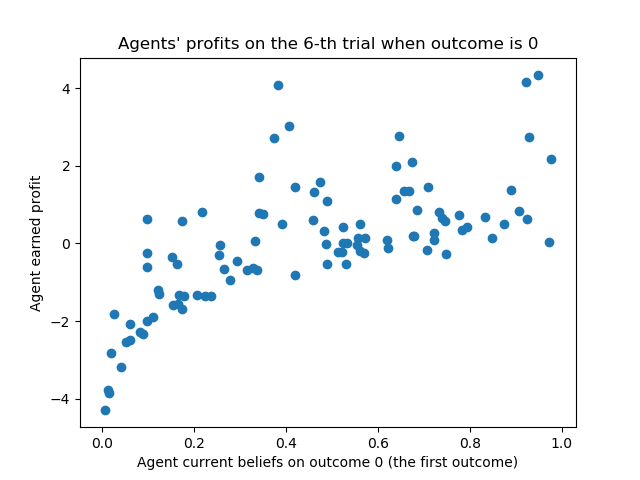 Agents' profits on the 6-th trial when outcome is 0
Agent earned profit
4
2
0
−2
−4
0.0 0.2 0.4 0.6 0.8 1.0
Agent current beliefs on outcome 0 (the first outcome)